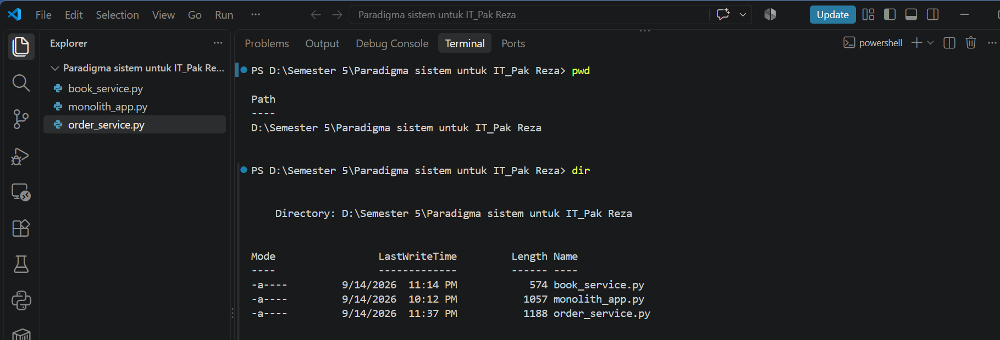 File Edit Selection View Go Run ··· Paradigma sistem untuk IT_Pak Reza Update
Explorer ···
Paradigma sistem untuk IT_Pak Re...
book_service.py
monolith_app.py
order_service.py
Problems Output Debug Console Terminal Ports powershell
PS D:\Semester 5\Paradigma sistem untuk IT_Pak Reza> pwd
Path
----
D:\Semester 5\Paradigma sistem untuk IT_Pak Reza
PS D:\Semester 5\Paradigma sistem untuk IT_Pak Reza> dir
Directory: D:\Semester 5\Paradigma sistem untuk IT_Pak Reza
Mode LastWriteTime Length Name
---- ------------- ------ ----
-a---- 9/14/2026 11:14 PM 574 book_service.py
-a---- 9/14/2026 10:12 PM 1057 monolith_app.py
-a---- 9/14/2026 11:37 PM 1188 order_service.py